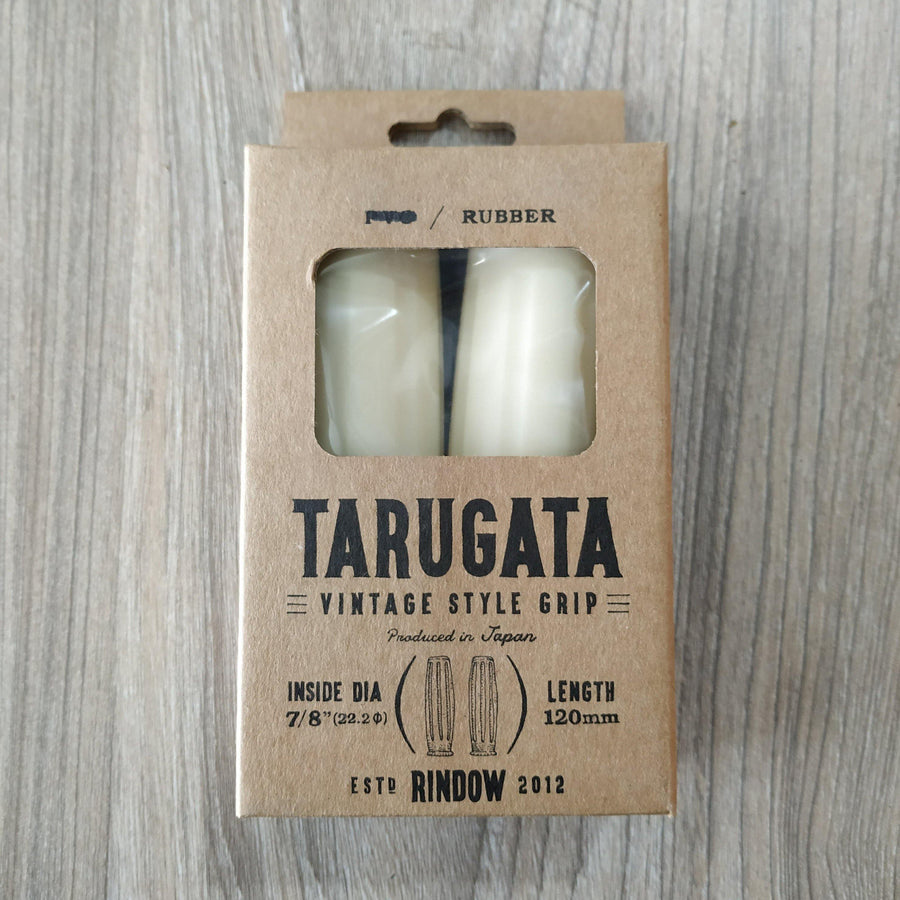 / RUBBER
TARUGATA
VINTAGE STYLE GRIP
Produced in Japan
INSIDE DIA
7/8"(22.2Φ)
LENGTH
120mm
ESTD RINDOW 2012